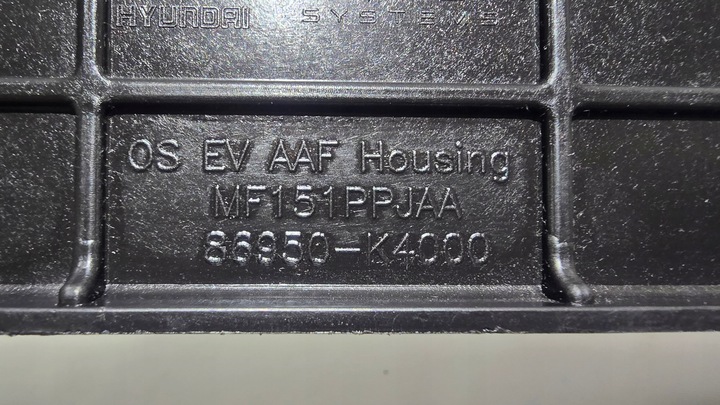 HYUNDAI SYSTEMS
OS EV AAF Housing
MF151PPJAA
86950-K4000